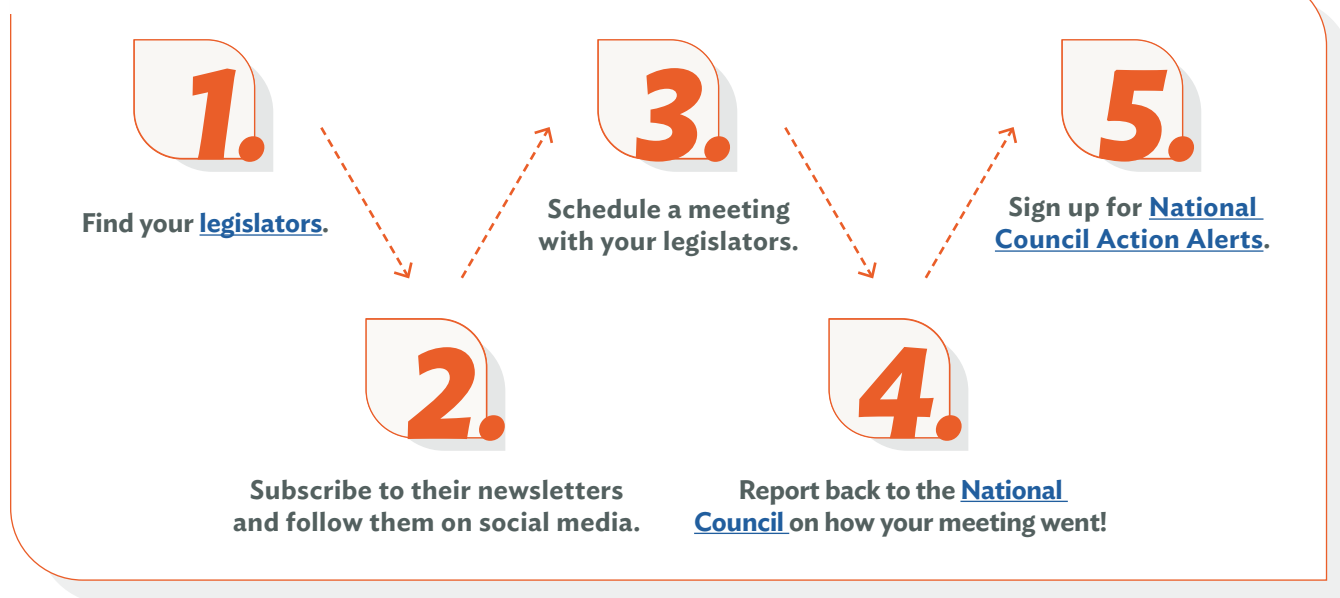 1.
Find your legislators.
2.
Subscribe to their newsletters
and follow them on social media.
3.
Schedule a meeting
with your legislators.
4.
Report back to the National
Council on how your meeting went!
5.
Sign up for National
Council Action Alerts.